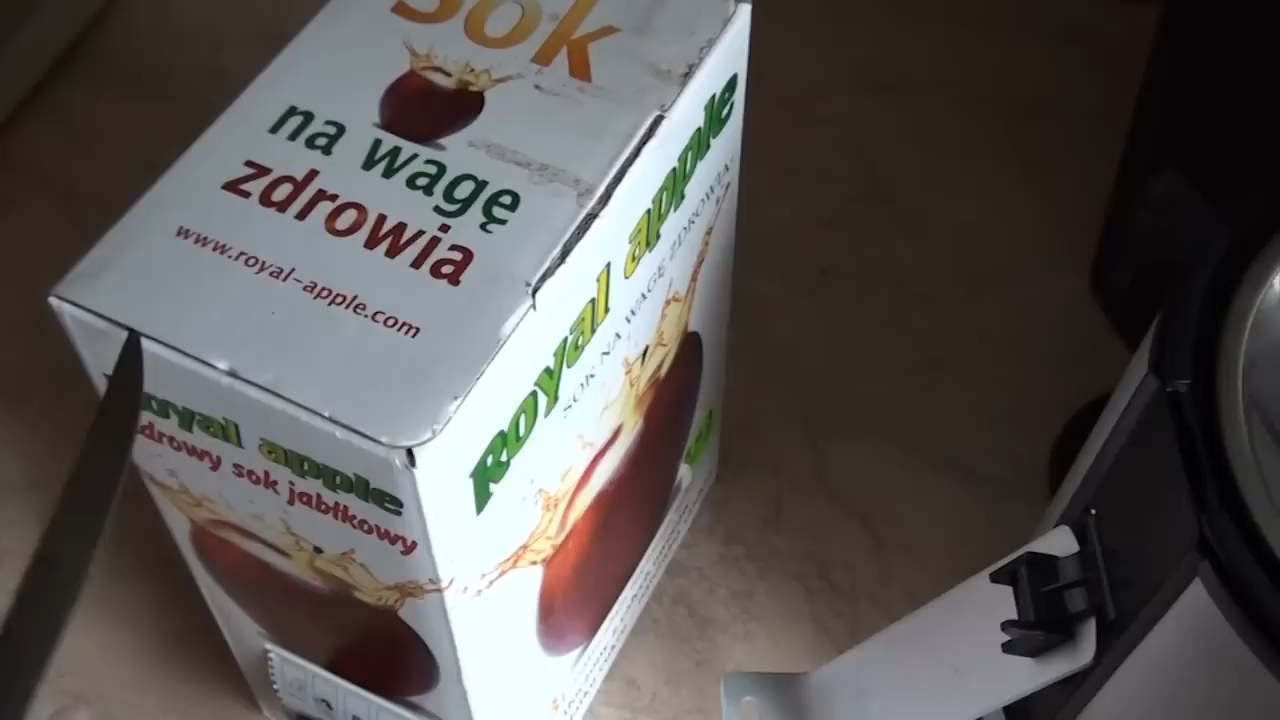 Sok
na wagę
zdrowia
www.royal-apple.com
Royal apple
zdrowy sok jabłkowy
Royal apple
SOK NA WAGĘ ZDROWIA